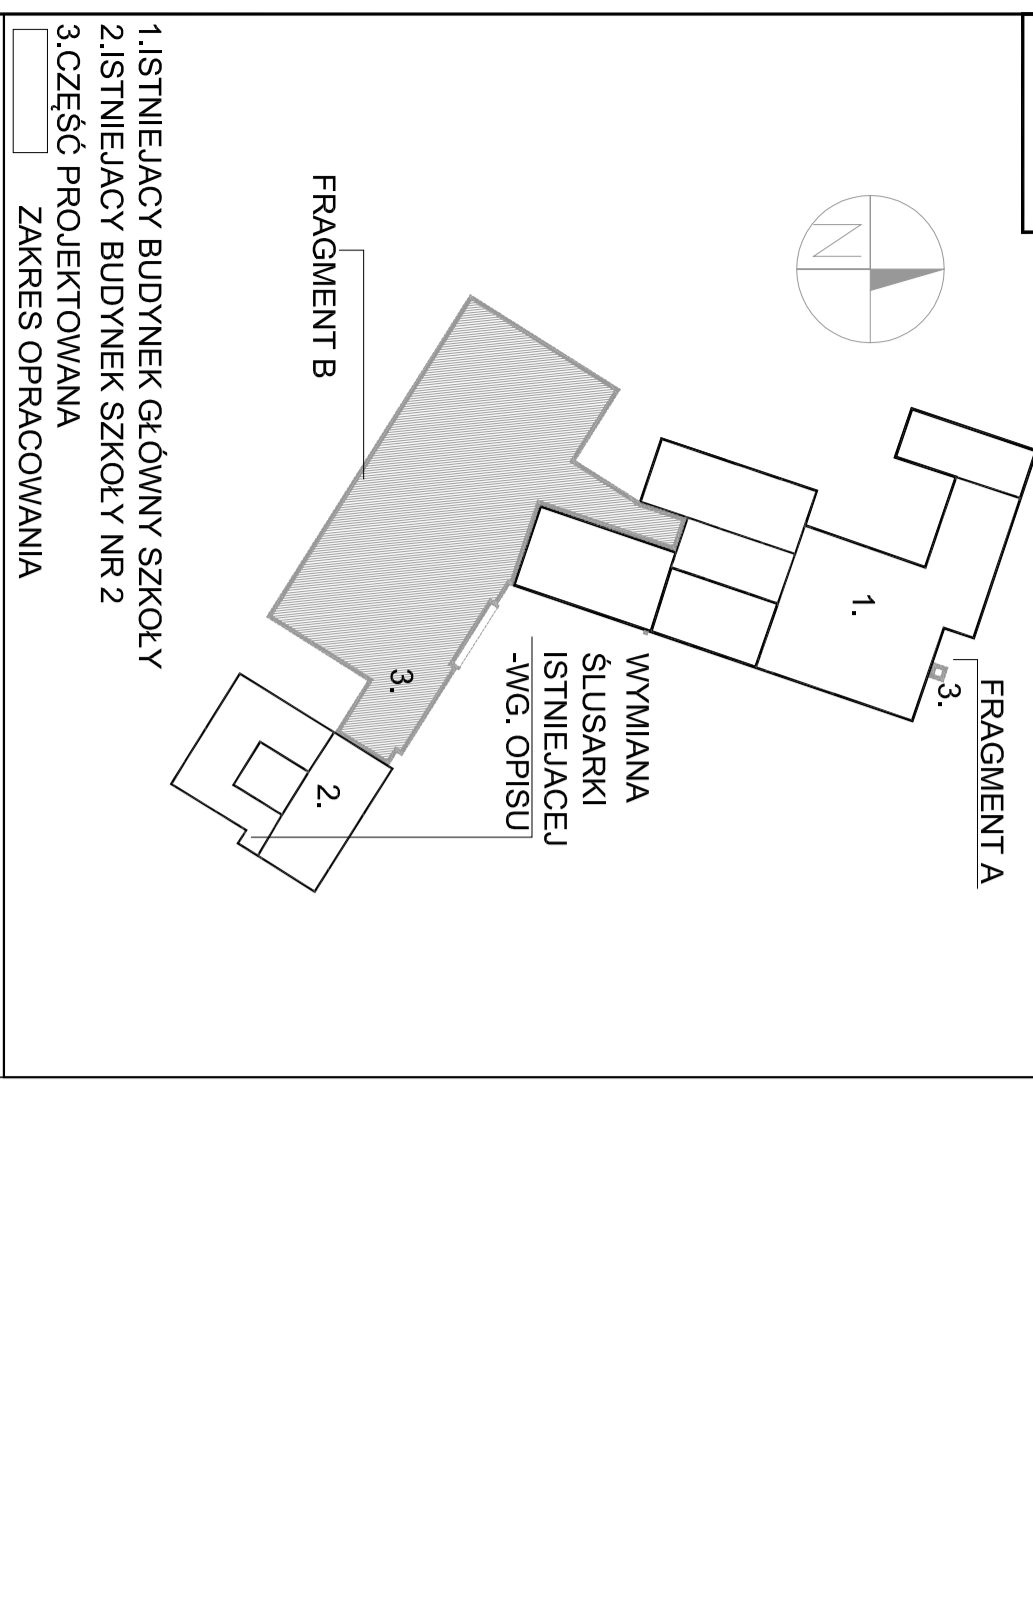 FRAGMENT A
3.
1.
N
WYMIANA
ŚLUSARKI
ISTNIEJACEJ
-WG. OPISU
3.
2.
FRAGMENT B
1.ISTNIEJACY BUDYNEK GŁÓWNY SZKOŁY
2.ISTNIEJACY BUDYNEK SZKOŁY NR 2
3.CZĘŚĆ PROJEKTOWANA
ZAKRES OPRACOWANIA